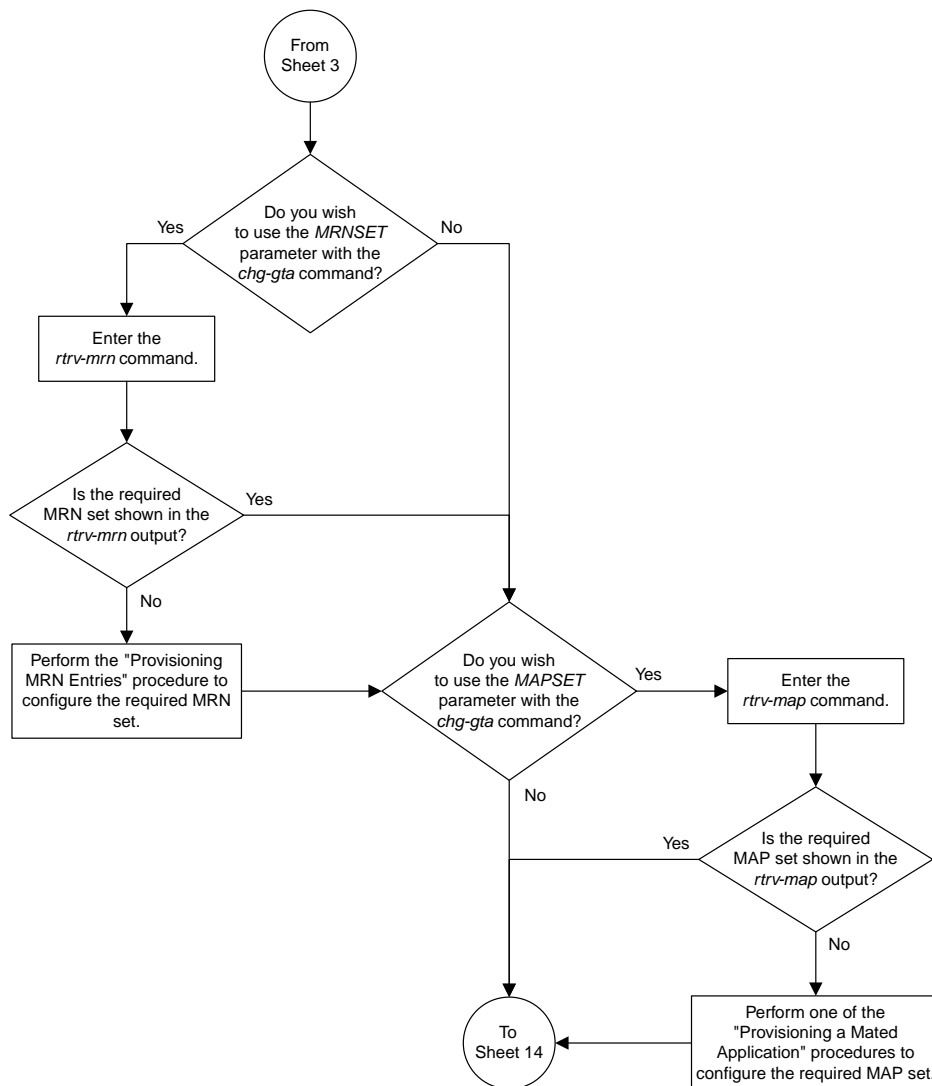 From
Sheet 3
Do you wish
to use the MRNSET
parameter with the
chg-gta command?
Yes
No
Enter the
rtrv-mrn command.
Is the required
MRN set shown in the
rtrv-mrn output?
Yes
No
Perform the "Provisioning
MRN Entries" procedure to
configure the required MRN
set.
Do you wish
to use the MAPSET
parameter with the
chg-gta command?
Yes
No
Enter the
rtrv-map command.
Is the required
MAP set shown in the
rtrv-map output?
Yes
No
Perform one of the
"Provisioning a Mated
Application" procedures to
configure the required MAP set.
To
Sheet 14